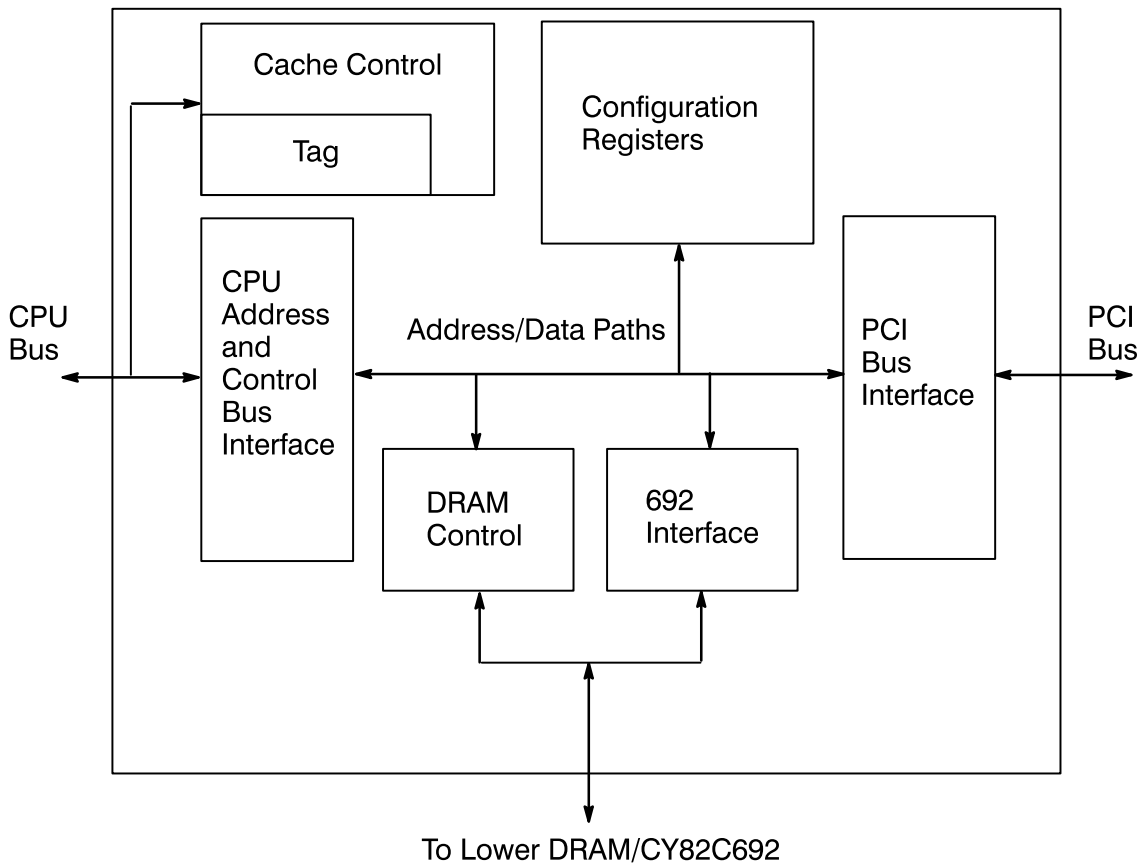 Cache Control
Tag
Configuration
Registers
CPU
Bus
CPU
Address
and
Control
Bus
Interface
Address/Data Paths
PCI
Bus
Interface
PCI
Bus
DRAM
Control
692
Interface
To Lower DRAM/CY82C692